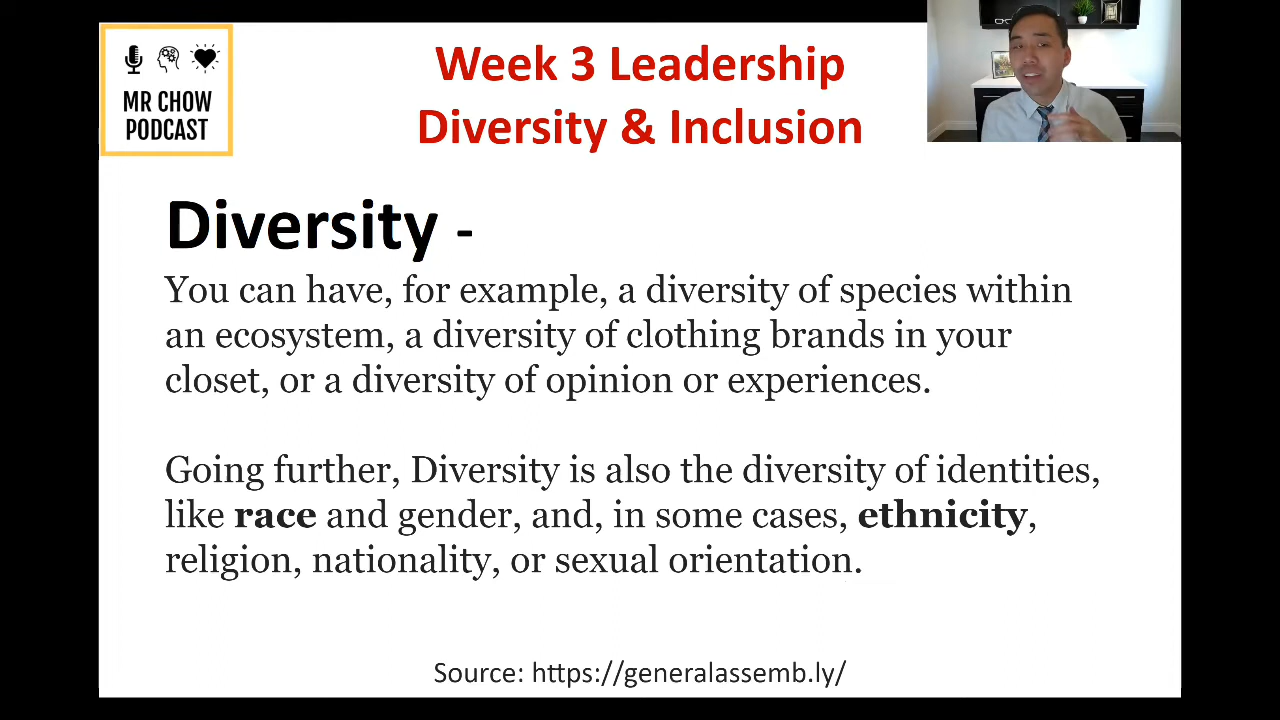 MR CHOW
PODCAST
Week 3 Leadership
Diversity & Inclusion
Diversity -
You can have, for example, a diversity of species within
an ecosystem, a diversity of clothing brands in your
closet, or a diversity of opinion or experiences.
Going further, Diversity is also the diversity of identities,
like race and gender, and, in some cases, ethnicity,
religion, nationality, or sexual orientation.
Source: https://generalassemb.ly/